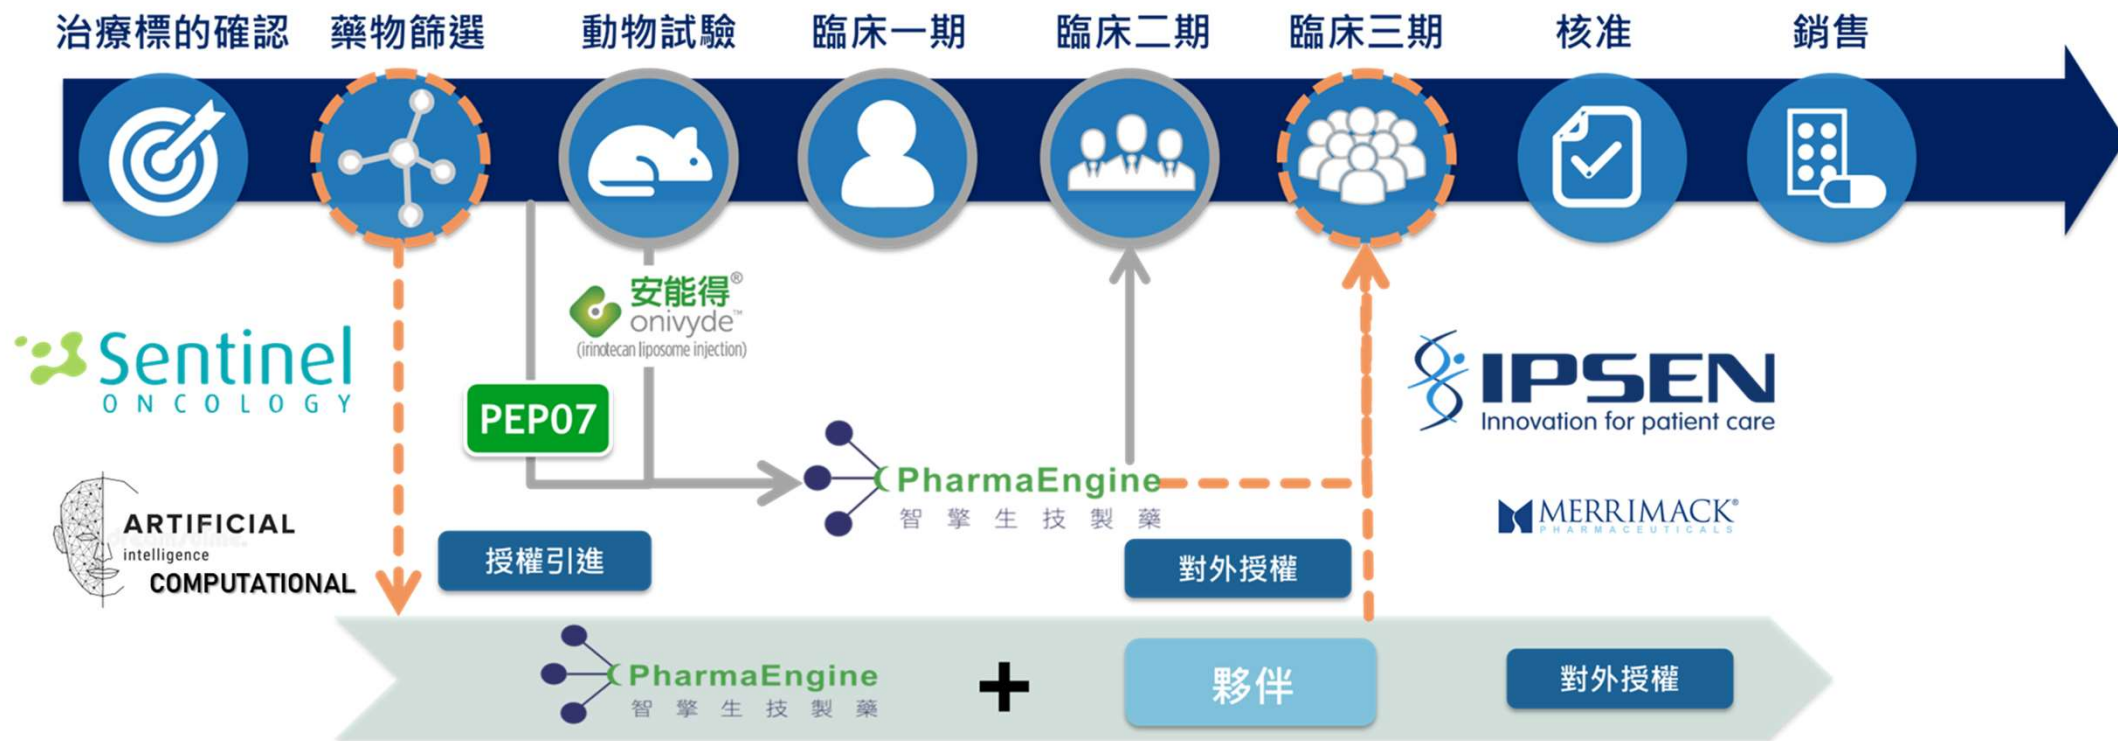 治療標的確認
藥物篩選
動物試驗
臨床一期
臨床二期
臨床三期
核准
銷售
安能得®
onivyde™
(irinotecan liposome injection)
Sentinel
ONCOLOGY
PEP07
IPSEN
Innovation for patient care
PharmaEngine
智擎生技製藥
MERRIMACK®
PHARMACEUTICALS
ARTIFICIAL
intelligence
COMPUTATIONAL
授權引進
對外授權
PharmaEngine
智擎生技製藥
+
夥伴
對外授權